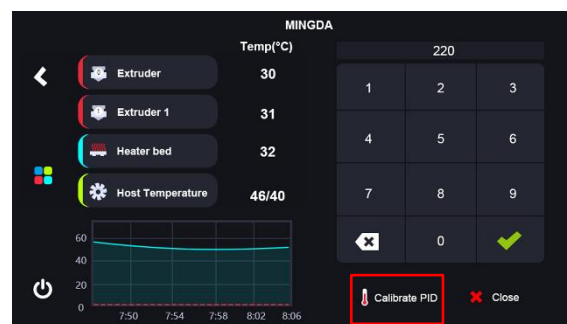 MINGDA
Temp(°C)
220
Extruder 30
1 2 3
Extruder 1 31
4 5 6
Heater bed 32
Host Temperature 46/40
7 8 9
60
40
20
0
7:50 7:54 7:58 8:02 8:06
0
Calibrate PID
Close